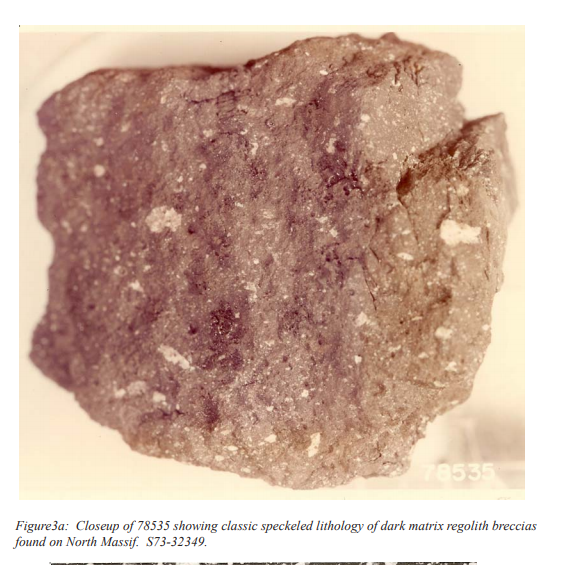 78535
Figure3a: Closeup of 78535 showing classic speckeled lithology of dark matrix regolith breccias
found on North Massif. S73-32349.